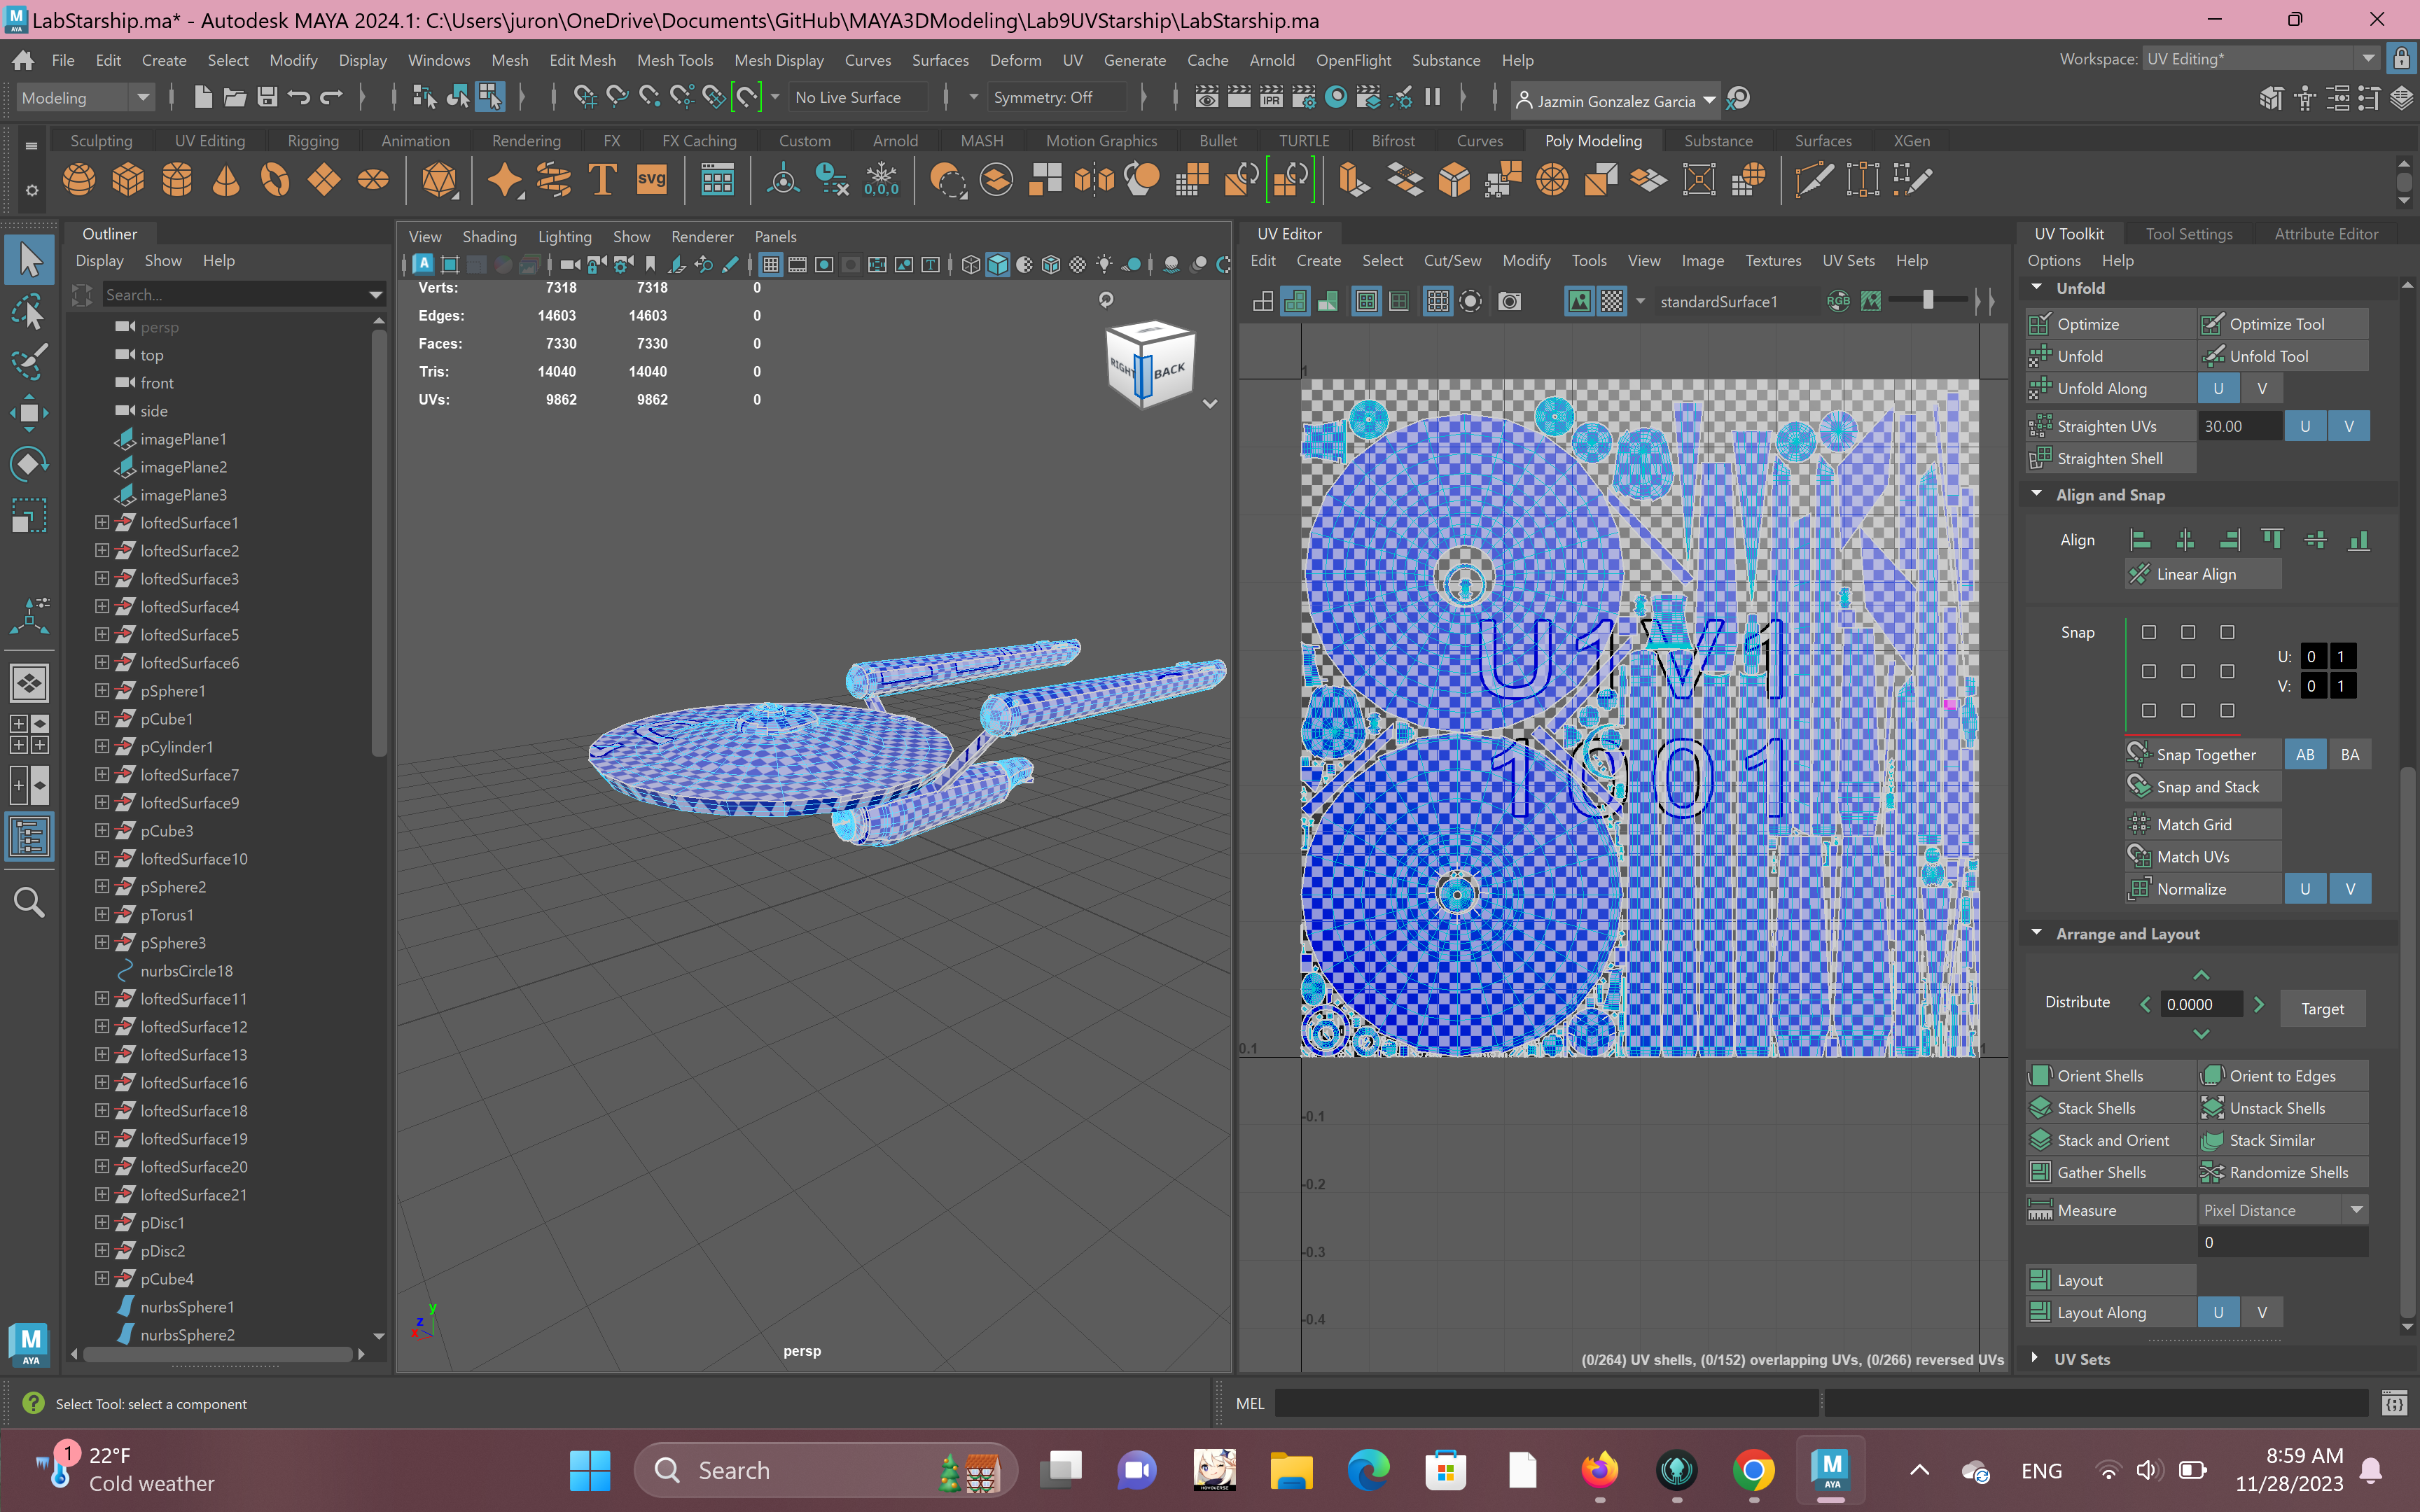 LabStarship.ma* - Autodesk MAYA 2024.1: C:\Users\juron\OneDrive\Documents\GitHub\MAYA3DModeling\Lab9UVStarship\LabStarship.ma
File Edit Create Select Modify Display Windows Mesh Edit Mesh Mesh Tools Mesh Display Curves Surfaces Deform UV Generate Cache Arnold OpenFlight Substance Help
Workspace: UV Editing*
Modeling
No Live Surface
Symmetry: Off
IPR
Jazmin Gonzalez Garcia
Sculpting UV Editing Rigging Animation Rendering FX FX Caching Custom Arnold MASH Motion Graphics Bullet TURTLE Bifrost Curves Poly Modeling Substance Surfaces XGen
T
svg
0,0,0
Outliner
Display Show Help
Search...
persp
top
front
side
imagePlane1
imagePlane2
imagePlane3
loftedSurface1
loftedSurface2
loftedSurface3
loftedSurface4
loftedSurface5
loftedSurface6
pSphere1
pCube1
pCylinder1
loftedSurface7
loftedSurface9
pCube3
loftedSurface10
pSphere2
pTorus1
pSphere3
nurbsCircle18
loftedSurface11
loftedSurface12
loftedSurface13
loftedSurface16
loftedSurface18
loftedSurface19
loftedSurface20
loftedSurface21
pDisc1
pDisc2
pCube4
nurbsSphere1
nurbsSphere2
View Shading Lighting Show Renderer Panels
Verts: 7318 7318 0
Edges: 14603 14603 0
Faces: 7330 7330 0
Tris: 14040 14040 0
UVs: 9862 9862 0
RIGHT BACK
y
z
x
persp
UV Editor
Edit Create Select Cut/Sew Modify Tools View Image Textures UV Sets Help
standardSurface1
RGB
1
U1V1
1001
0.1
1
-0.1
-0.2
-0.3
-0.4
(0/264) UV shells, (0/152) overlapping UVs, (0/266) reversed UVs
UV Toolkit Tool Settings Attribute Editor
Options Help
Unfold
Optimize Optimize Tool
Unfold Unfold Tool
Unfold Along U V
Straighten UVs 30.00 U V
Straighten Shell
Align and Snap
Align
Linear Align
Snap
U: 0 1
V: 0 1
Snap Together AB BA
Snap and Stack
Match Grid
Match UVs
Normalize U V
Arrange and Layout
Distribute 0.0000 Target
Orient Shells Orient to Edges
Stack Shells Unstack Shells
Stack and Orient Stack Similar
Gather Shells Randomize Shells
Measure Pixel Distance
0
Layout
Layout Along U V
UV Sets
M
AYA
Select Tool: select a component
MEL
1
22°F
Cold weather
Search
M
AYA
ENG
8:59 AM
11/28/2023